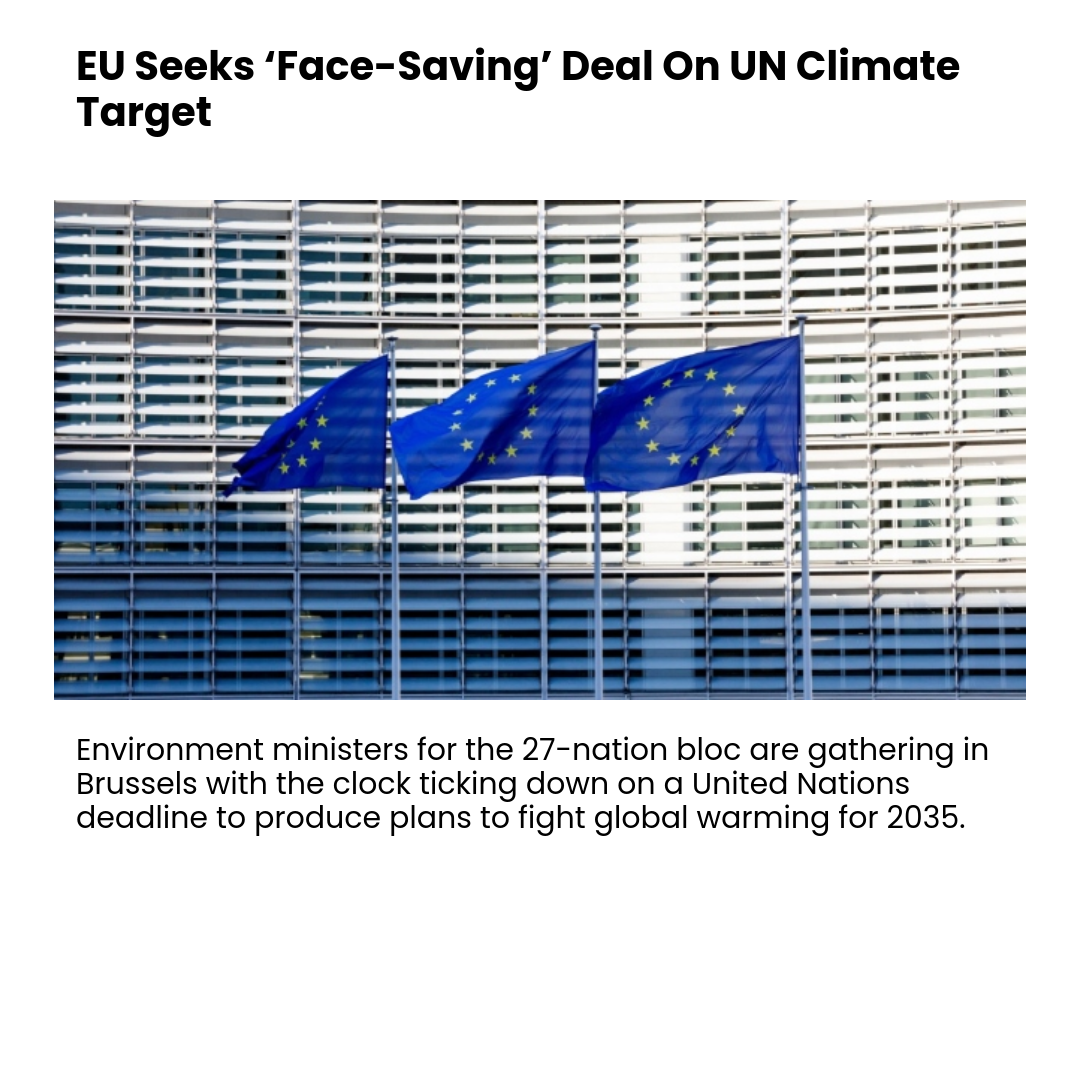 EU Seeks ‘Face-Saving’ Deal On UN Climate
Target
Environment ministers for the 27-nation bloc are gathering in
Brussels with the clock ticking down on a United Nations
deadline to produce plans to fight global warming for 2035.